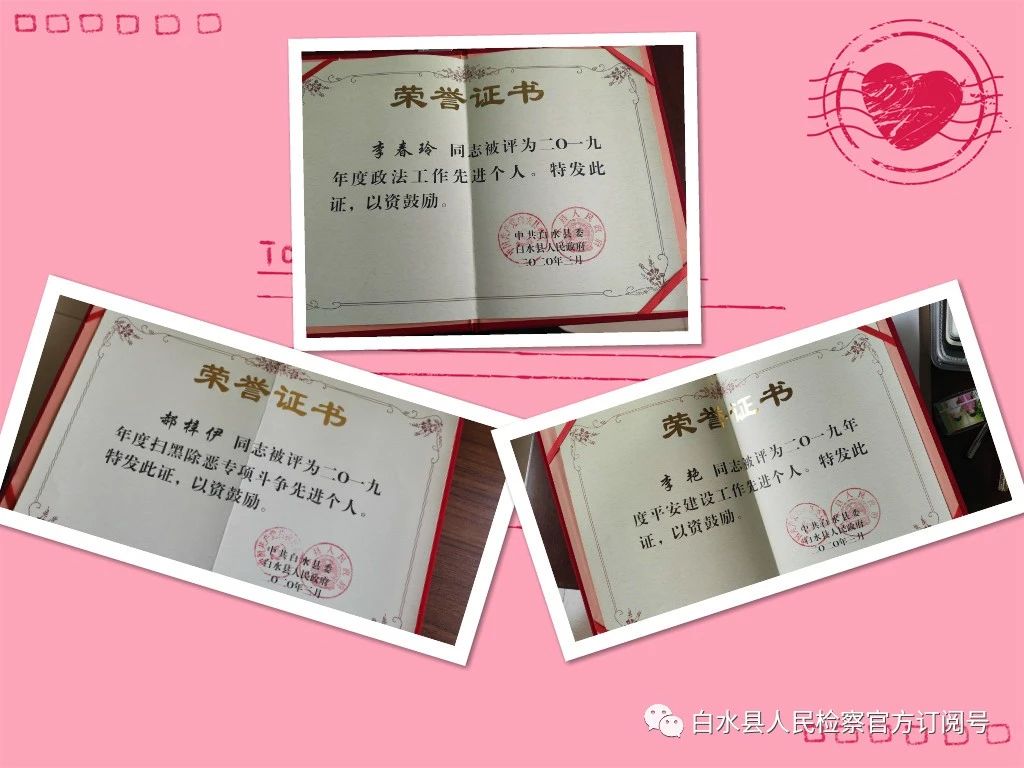 荣誉证书
李春玲 同志被评为二〇一九
年度政法工作先进个人。特发此
证，以资鼓励。
中共白水县委
白水县人民政府
二〇二〇年二月
To
荣誉证书
郝梓伊 同志被评为二〇一九
年度扫黑除恶专项斗争先进个人。
特发此证，以资鼓励。
中共白水县委
白水县人民政府
二〇二〇年二月
荣誉证书
李艳 同志被评为二〇一九年
度平安建设工作先进个人。特发此
证，以资鼓励。
中共白水县委
白水县人民政府
二〇二〇年二月
白水县人民检察官方订阅号